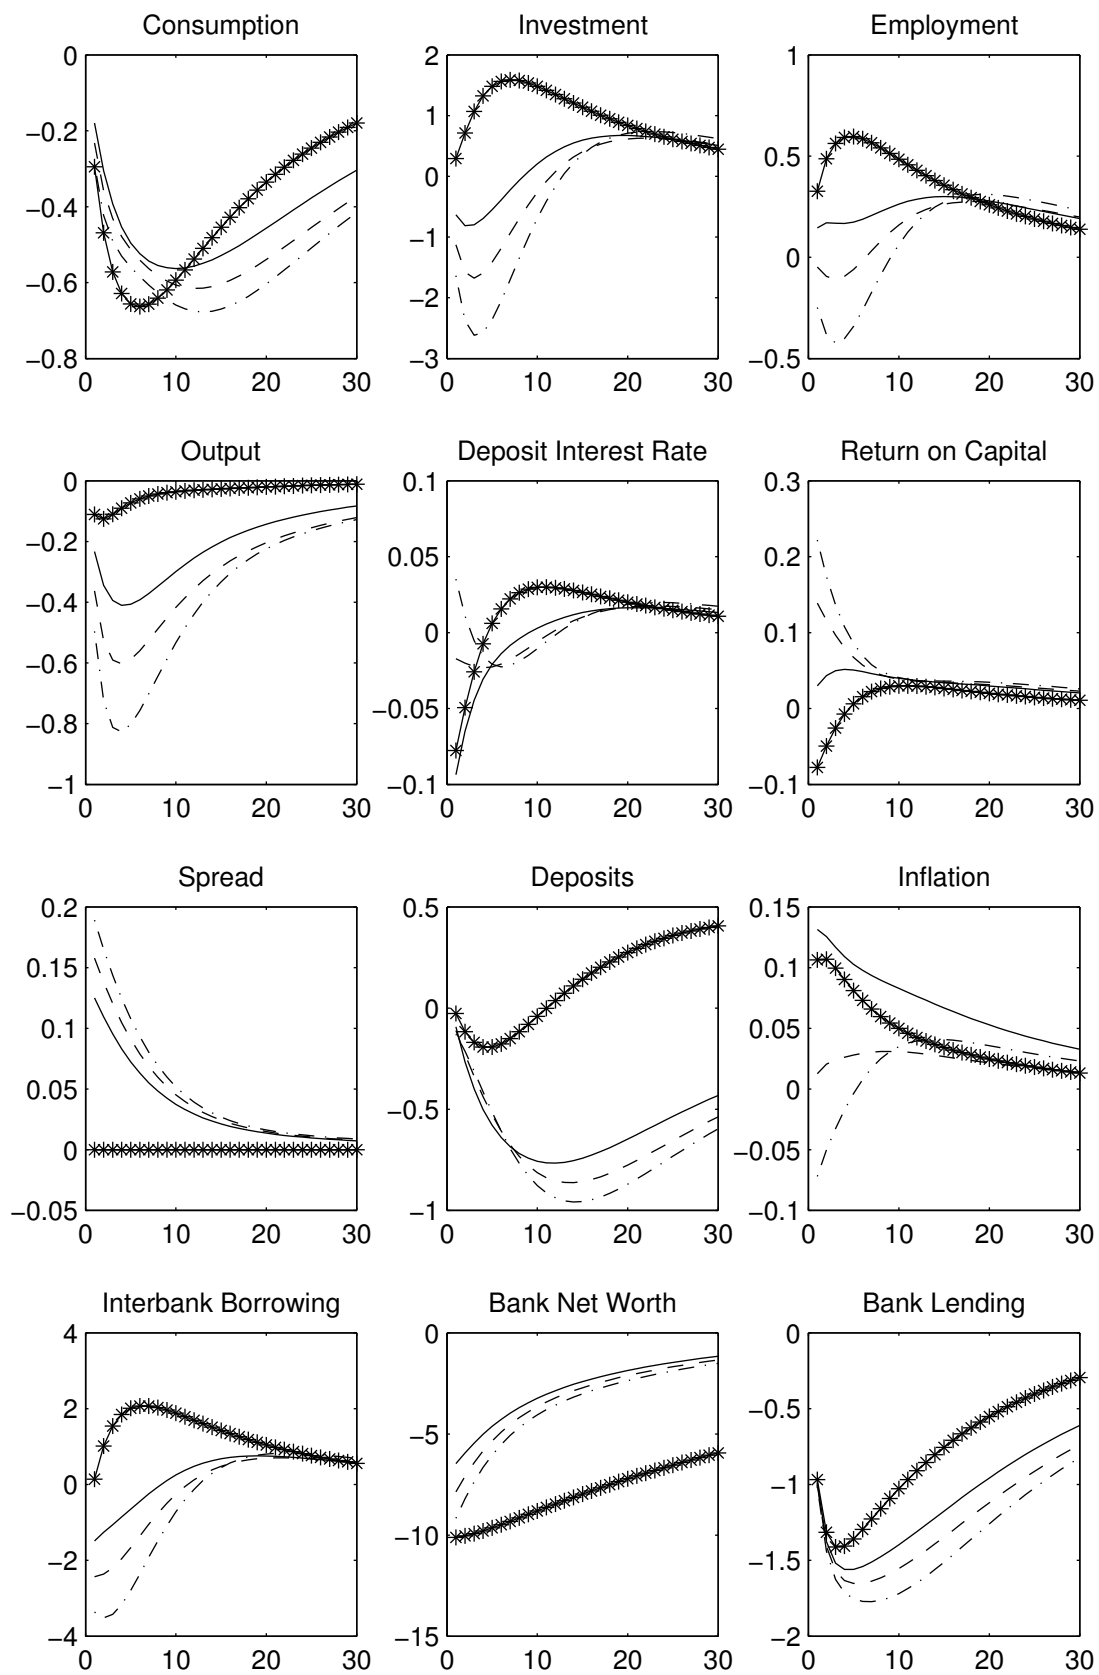 Consumption Investment Employment
0 2 1
−0.2 1 0.5
−0.4 0 0
−0.6 −1 −0.5
−0.8 −2
−3
0 10 20 30 0 10 20 30 0 10 20 30
Output Deposit Interest Rate Return on Capital
0 0.1 0.3
−0.2 0.05 0.2
−0.4 0 0.1
−0.6 −0.05 0
−0.8 −0.1 −0.1
−1
0 10 20 30 0 10 20 30 0 10 20 30
Spread Deposits Inflation
0.2 0.5 0.15
0.15 0 0.1
0.1 −0.5 0.05
0.05 −1 0
0 −0.05
−0.05 −0.1
0 10 20 30 0 10 20 30 0 10 20 30
Interbank Borrowing Bank Net Worth Bank Lending
4 0 0
2 −5 −0.5
0 −10 −1
−2 −15 −1.5
−4 −2
0 10 20 30 0 10 20 30 0 10 20 30